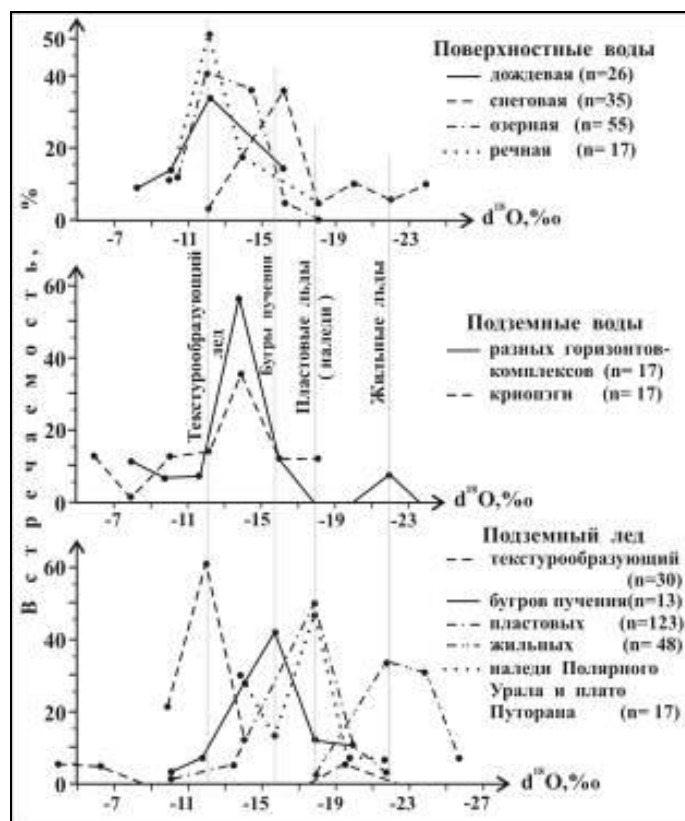 Встречаемость, %
50
40
20
0
-7
-11
-15
-19
-23
d¹⁸O,‰
Поверхностные воды
дождевая (n=26)
снеговая (n=35)
озерная (n= 55)
речная (n= 17)
Текстурообразующий
лед
Бугры пучения
Пластовые льды
( наледи )
Жильные льды
60
40
20
0
-7
-11
-15
-19
-23
d¹⁸O,‰
Подземные воды
разных горизонтов-
комплексов (n= 17)
криопэги (n= 17)
60
40
20
0
-7
-11
-15
-19
-23
-27
d¹⁸O,‰
Подземный лед
текстурообразующий
(n=30)
бугров пучения(n=13)
пластовых (n=123)
жильных (n= 48)
наледи Полярного
Урала и плато
Путорана (n= 17)